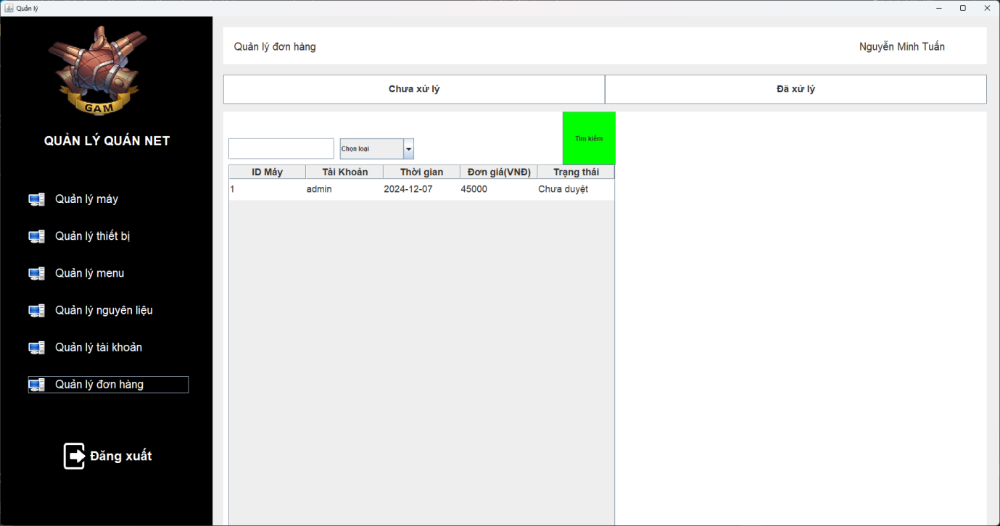 Quản lý
GAM
QUẢN LÝ QUÁN NET
Quản lý máy
Quản lý thiết bị
Quản lý menu
Quản lý nguyên liệu
Quản lý tài khoản
Quản lý đơn hàng
Đăng xuất
Quản lý đơn hàng Nguyễn Minh Tuấn
Chưa xử lý Đã xử lý
Chọn loại Tìm kiếm
ID Máy Tài Khoản Thời gian Đơn giá(VNĐ) Trạng thái
1 admin 2024-12-07 45000 Chưa duyệt